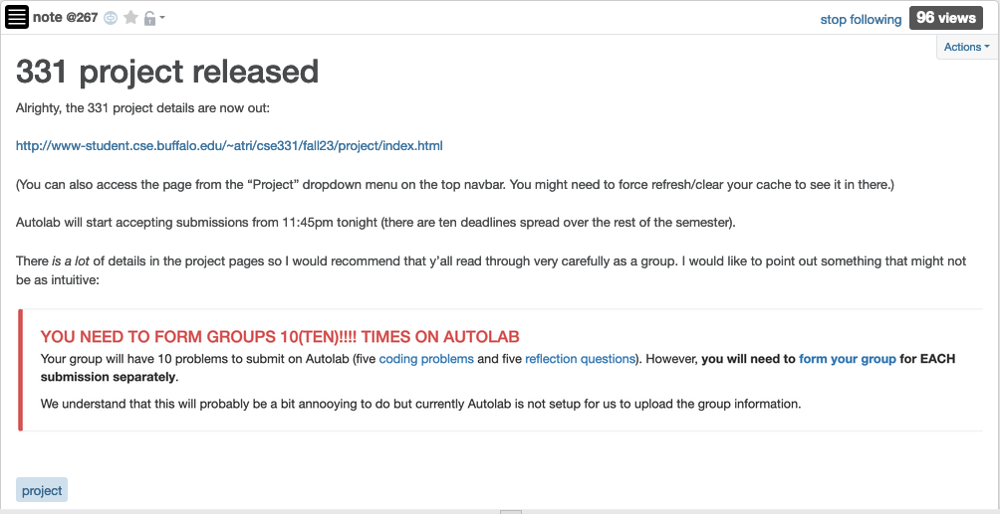 note @267
stop following
96 views
Actions
331 project released
Alrighty, the 331 project details are now out:
http://www-student.cse.buffalo.edu/~atri/cse331/fall23/project/index.html
(You can also access the page from the “Project” dropdown menu on the top navbar. You might need to force refresh/clear your cache to see it in there.)
Autolab will start accepting submissions from 11:45pm tonight (there are ten deadlines spread over the rest of the semester).
There is a lot of details in the project pages so I would recommend that y’all read through very carefully as a group. I would like to point out something that might not
be as intuitive:
YOU NEED TO FORM GROUPS 10(TEN)!!!! TIMES ON AUTOLAB
Your group will have 10 problems to submit on Autolab (five coding problems and five reflection questions). However, you will need to form your group for EACH
submission separately.
We understand that this will probably be a bit annooying to do but currently Autolab is not setup for us to upload the group information.
project